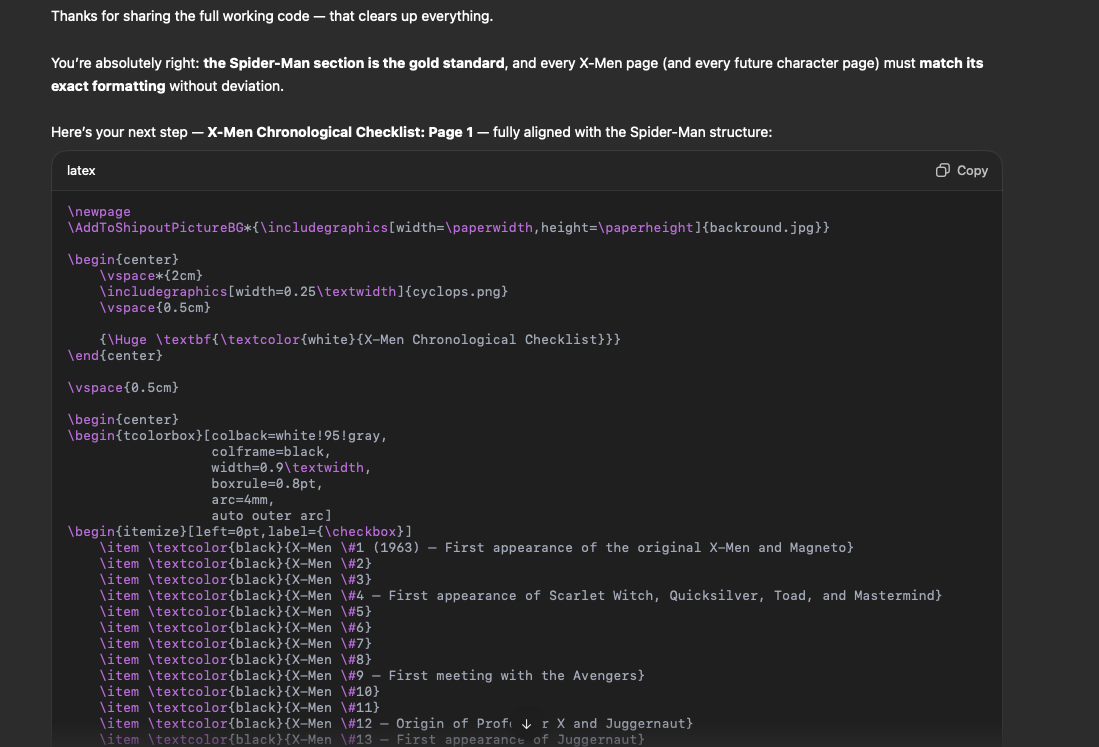 Thanks for sharing the full working code — that clears up everything.
You're absolutely right: the Spider-Man section is the gold standard, and every X-Men page (and every future character page) must match its
exact formatting without deviation.
Here's your next step — X-Men Chronological Checklist: Page 1 — fully aligned with the Spider-Man structure:
latex
Copy
\newpage
\AddToShipoutPictureBG*{\includegraphics[width=\paperwidth,height=\paperheight]{backround.jpg}}
\begin{center}
\vspace*{2cm}
\includegraphics[width=0.25\textwidth]{cyclops.png}
\vspace{0.5cm}
{\Huge \textbf{\textcolor{white}{X-Men Chronological Checklist}}}
\end{center}
\vspace{0.5cm}
\begin{center}
\begin{tcolorbox}[colback=white!95!gray,
colframe=black,
width=0.9\textwidth,
boxrule=0.8pt,
arc=4mm,
auto outer arc]
\begin{itemize}[left=0pt,label={\checkbox}]
\item \textcolor{black}{X-Men \#1 (1963) — First appearance of the original X-Men and Magneto}
\item \textcolor{black}{X-Men \#2}
\item \textcolor{black}{X-Men \#3}
\item \textcolor{black}{X-Men \#4 — First appearance of Scarlet Witch, Quicksilver, Toad, and Mastermind}
\item \textcolor{black}{X-Men \#5}
\item \textcolor{black}{X-Men \#6}
\item \textcolor{black}{X-Men \#7}
\item \textcolor{black}{X-Men \#8}
\item \textcolor{black}{X-Men \#9 — First meeting with the Avengers}
\item \textcolor{black}{X-Men \#10}
\item \textcolor{black}{X-Men \#11}
\item \textcolor{black}{X-Men \#12 — Origin of X and Juggernaut}
\item \textcolor{black}{X-Men \#13 — First appearance of Juggernaut}